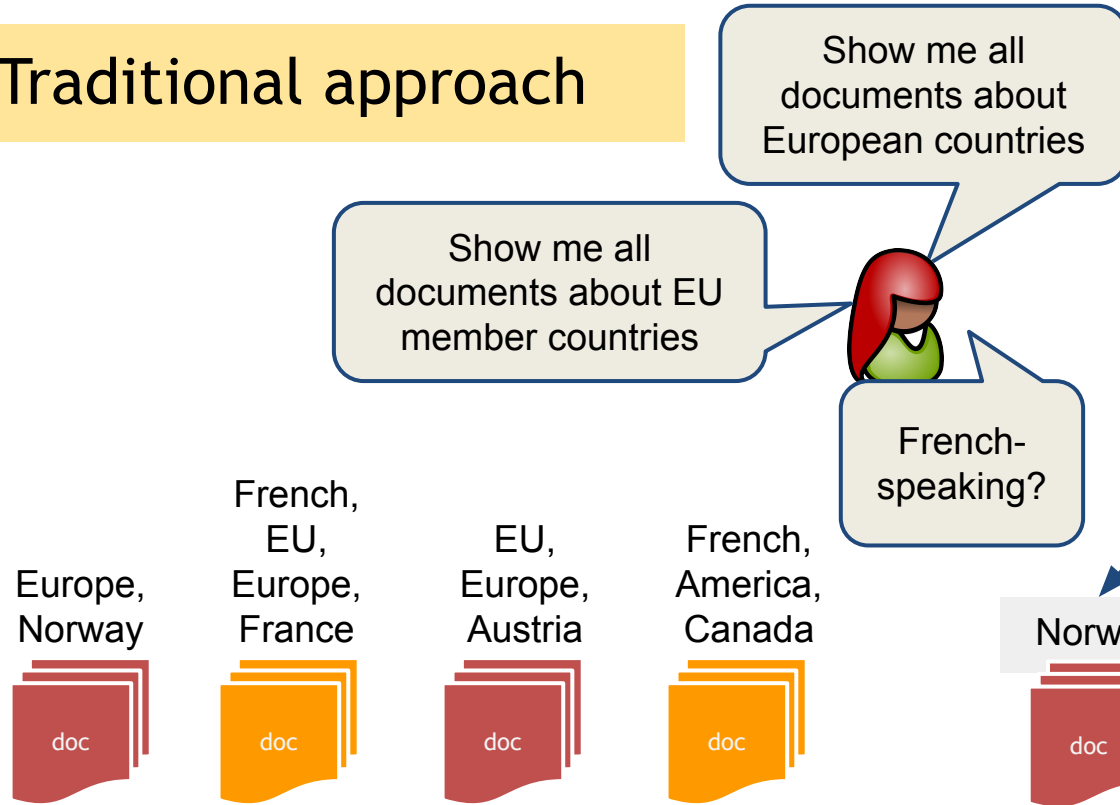 Traditional approach
Show me all
documents about
European countries
Show me all
documents about EU
member countries
French-
speaking?
Europe,
Norway
French,
EU,
Europe,
France
EU,
Europe,
Austria
French,
America,
Canada
Norw
doc
doc
doc
doc
doc